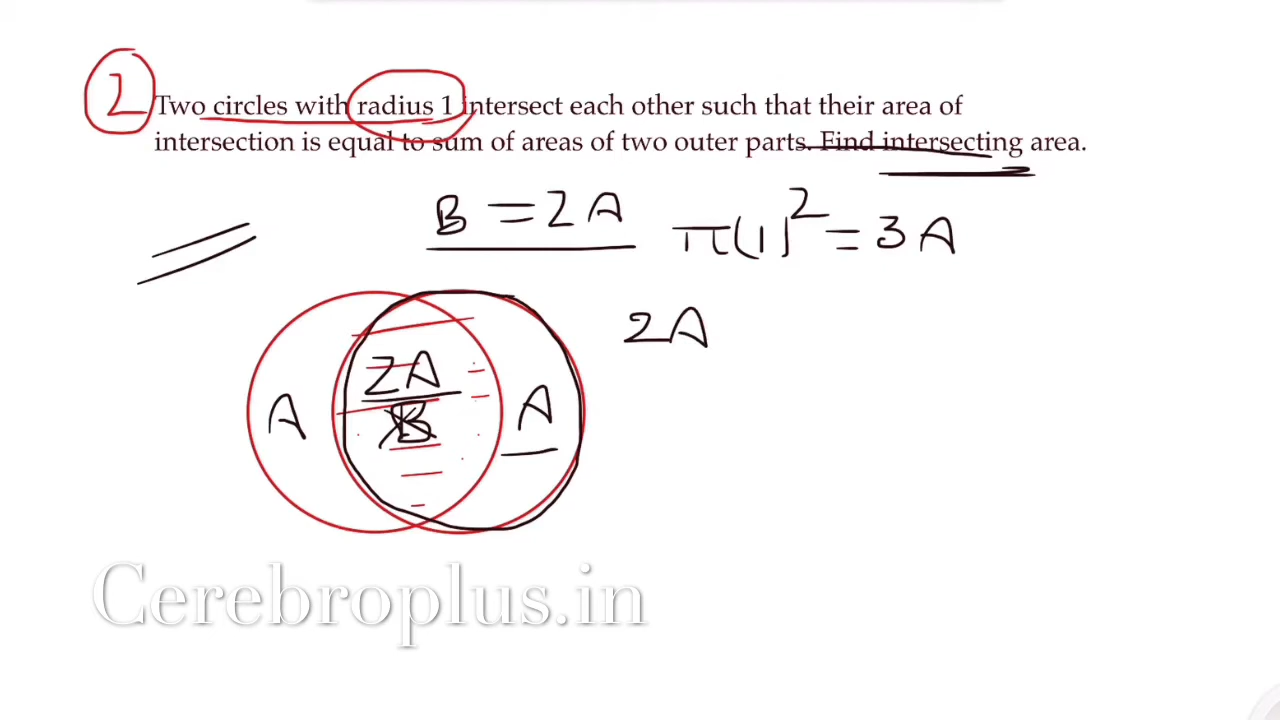 2
Two circles with radius 1 intersect each other such that their area of
intersection is equal to sum of areas of two outer parts. Find intersecting area.
B = 2A π(1)² = 3A
2A
2A
A B A
Cerebroplus.in